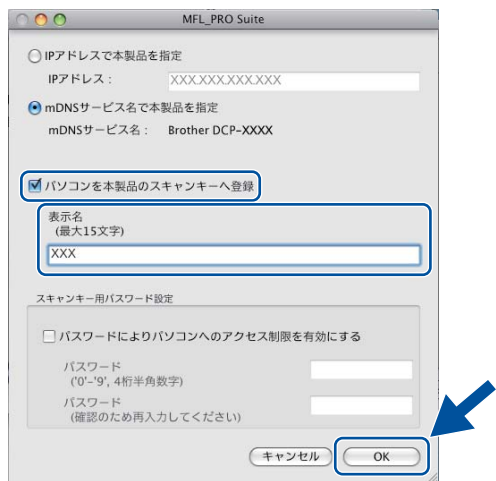 MFL_PRO Suite
IPアドレスで本製品を指定
IPアドレス： XXX.XXX.XXX.XXX
mDNSサービス名で本製品を指定
mDNSサービス名： Brother DCP-XXXX
パソコンを本製品のスキャンキーへ登録
表示名
(最大15文字)
XXX
スキャンキー用パスワード設定
パスワードによりパソコンへのアクセス制限を有効にする
パスワード
('0'-'9', 4桁半角数字)
パスワード
(確認のため再入力してください)
キャンセル OK